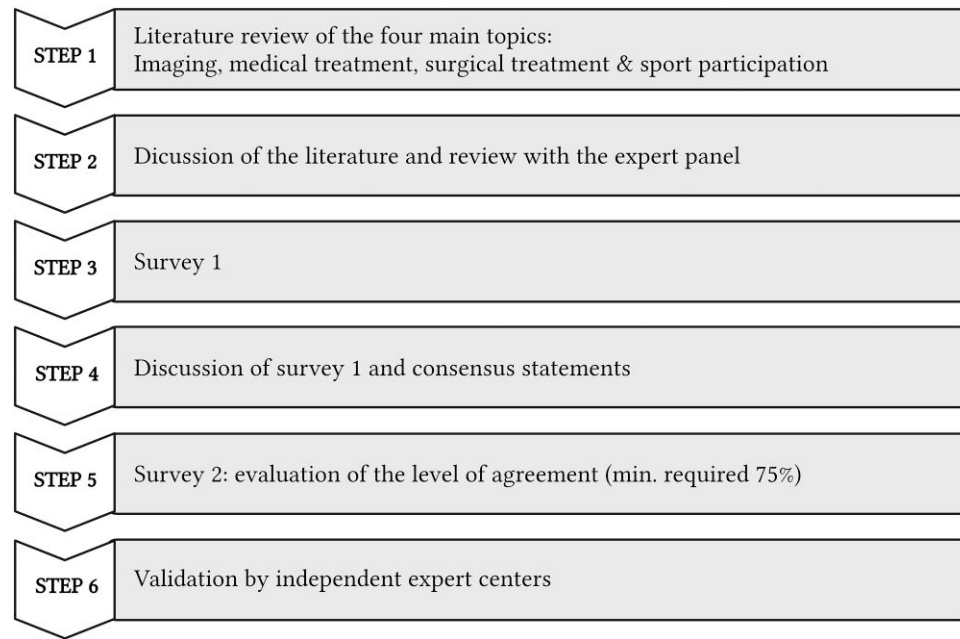 STEP 1
Literature review of the four main topics:
Imaging, medical treatment, surgical treatment & sport participation
STEP 2
Dicussion of the literature and review with the expert panel
STEP 3
Survey 1
STEP 4
Discussion of survey 1 and consensus statements
STEP 5
Survey 2: evaluation of the level of agreement (min. required 75%)
STEP 6
Validation by independent expert centers